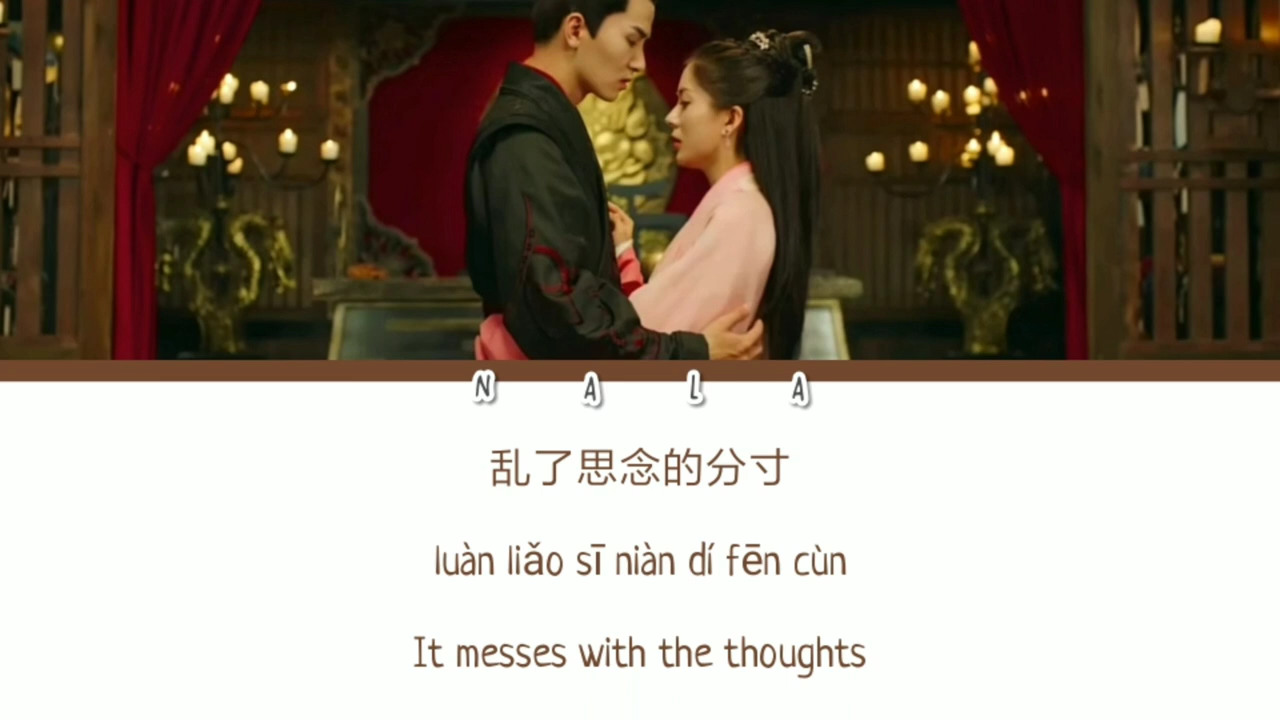 N A L A
乱了思念的分寸
luàn liǎo sī niàn dí fēn cùn
It messes with the thoughts